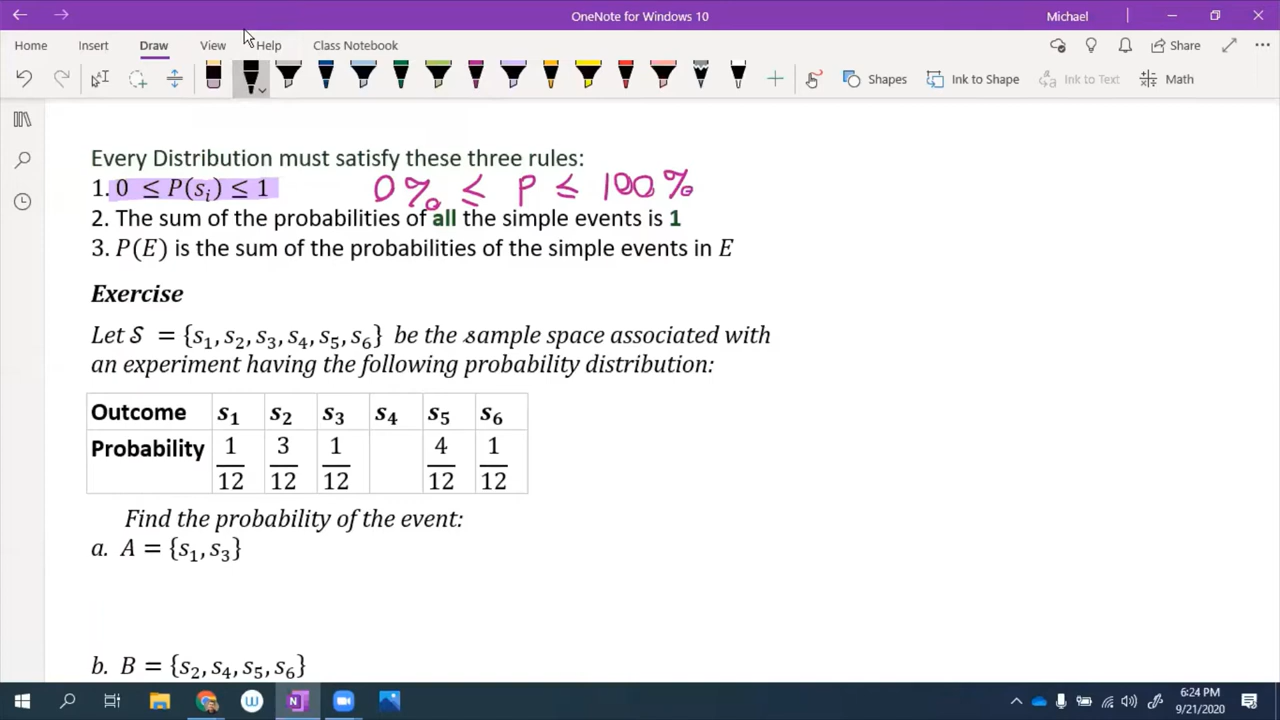 OneNote for Windows 10
Michael
Home Insert Draw View Help Class Notebook Share
Shapes Ink to Shape Ink to Text Math
Every Distribution must satisfy these three rules:
1. 0 ≤ P(sᵢ) ≤ 1 0% ≤ P ≤ 100%
2. The sum of the probabilities of all the simple events is 1
3. P(E) is the sum of the probabilities of the simple events in E
Exercise
Let S = {s₁, s₂, s₃, s₄, s₅, s₆} be the sample space associated with
an experiment having the following probability distribution:
Outcome s₁ s₂ s₃ s₄ s₅ s₆
Probability 1/12 3/12 1/12 4/12 1/12
Find the probability of the event:
a. A = {s₁, s₃}
b. B = {s₂, s₄, s₅, s₆}
6:24 PM
9/21/2020